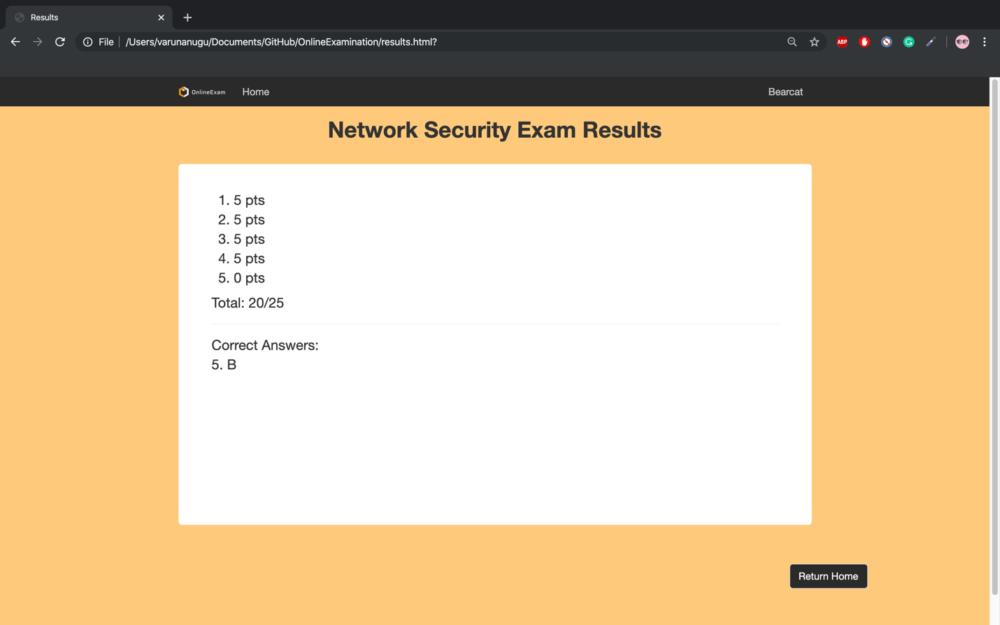 Results
File /Users/varunanugu/Documents/GitHub/OnlineExamination/results.html?
ABP
OnlineExam Home Bearcat
Network Security Exam Results
1. 5 pts
2. 5 pts
3. 5 pts
4. 5 pts
5. 0 pts
Total: 20/25
Correct Answers:
5. B
Return Home